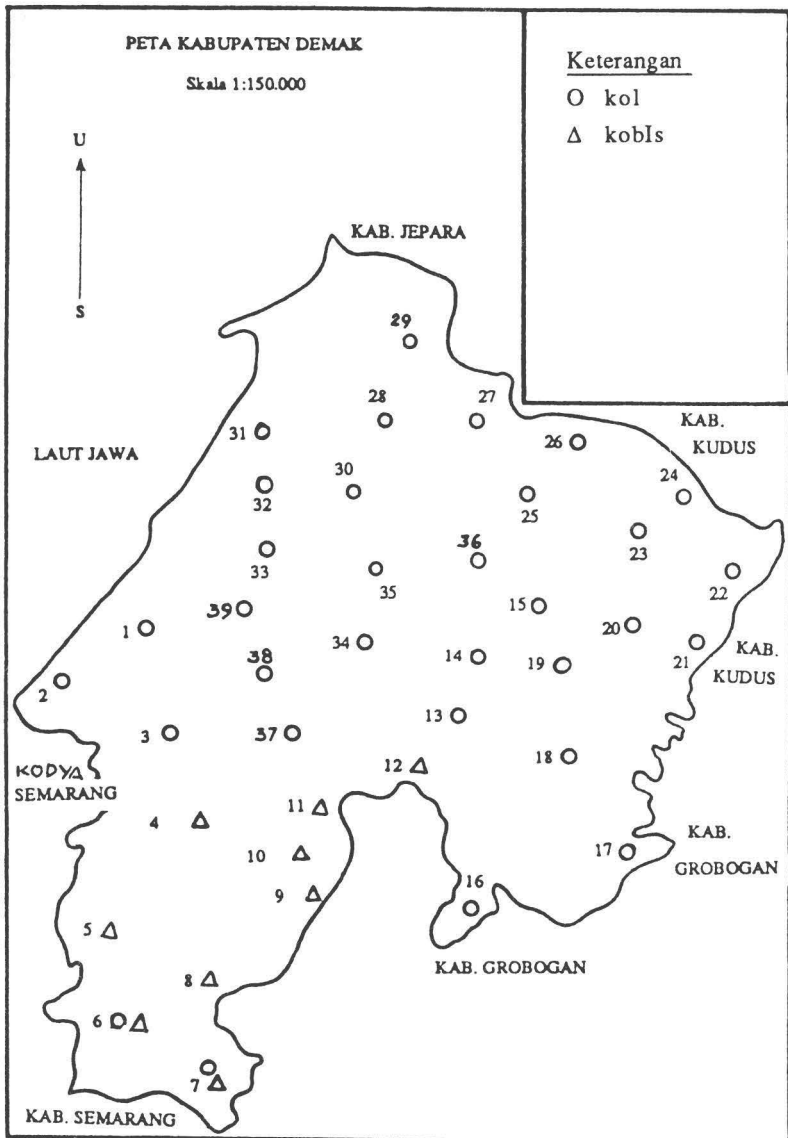 PETA KABUPATEN DEMAK
Skala 1:150.000
Keterangan
O kol
Δ kobIs
U
S
KAB. JEPARA
29
28
27
31
26
KAB.
KUDUS
LAUT JAWA
30
24
32
25
36
23
33
35
22
39
15
1
20
34
14
19
21
KAB.
KUDUS
38
2
13
3
37
18
12
KODYA
SEMARANG
11
4
10
17
KAB.
GROBOGAN
9
16
5
KAB. GROBOGAN
8
6
7
KAB. SEMARANG